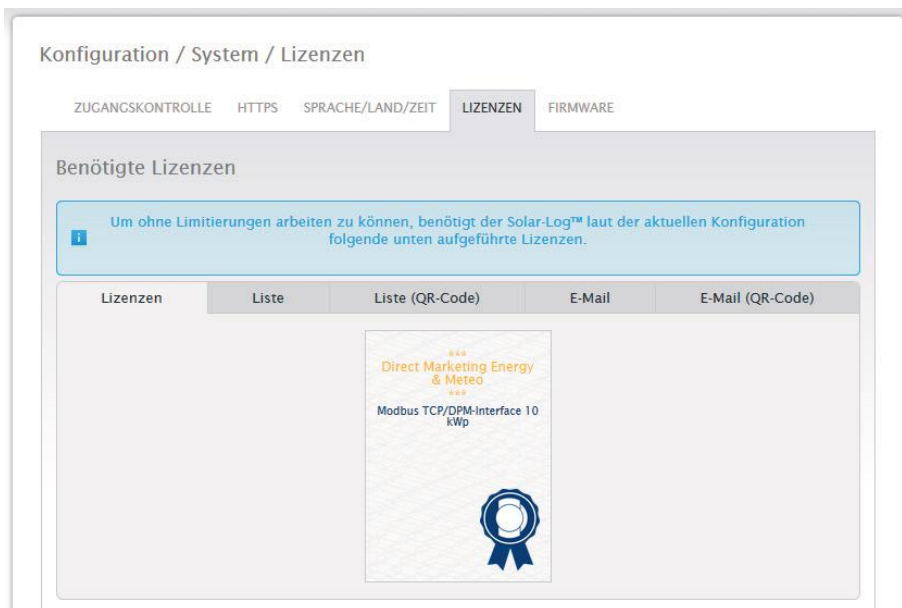 Konfiguration / System / Lizenzen
ZUGANGSKONTROLLE HTTPS SPRACHE/LAND/ZEIT LIZENZEN FIRMWARE
Benötigte Lizenzen
Um ohne Limitierungen arbeiten zu können, benötigt der Solar-Log™ laut der aktuellen Konfiguration
folgende unten aufgeführte Lizenzen.
Lizenzen Liste Liste (QR-Code) E-Mail E-Mail (QR-Code)
***
Direct Marketing Energy
& Meteo
***
Modbus TCP/DPM-Interface 10
kWp